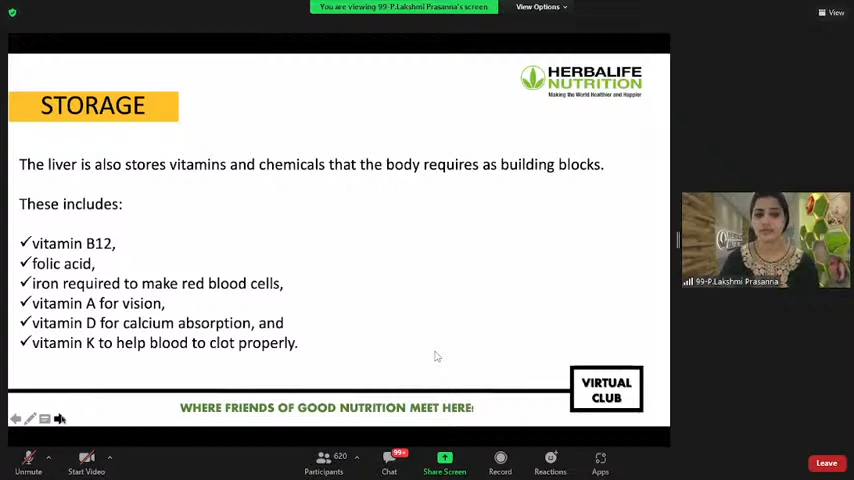 You are viewing 99-P.Lakshmi Prasanna's screen
View Options
View
HERBALIFE
NUTRITION
Making the World Healthier and Happier
STORAGE
The liver is also stores vitamins and chemicals that the body requires as building blocks.
These includes:
✓vitamin B12,
✓folic acid,
✓iron required to make red blood cells,
✓vitamin A for vision,
✓vitamin D for calcium absorption, and
✓vitamin K to help blood to clot properly.
99-P.Lakshmi Prasanna
VIRTUAL
CLUB
WHERE FRIENDS OF GOOD NUTRITION MEET HERE!
Unmute
Start Video
620
Participants
99+
Chat
Share Screen
Record
Reactions
Apps
Leave